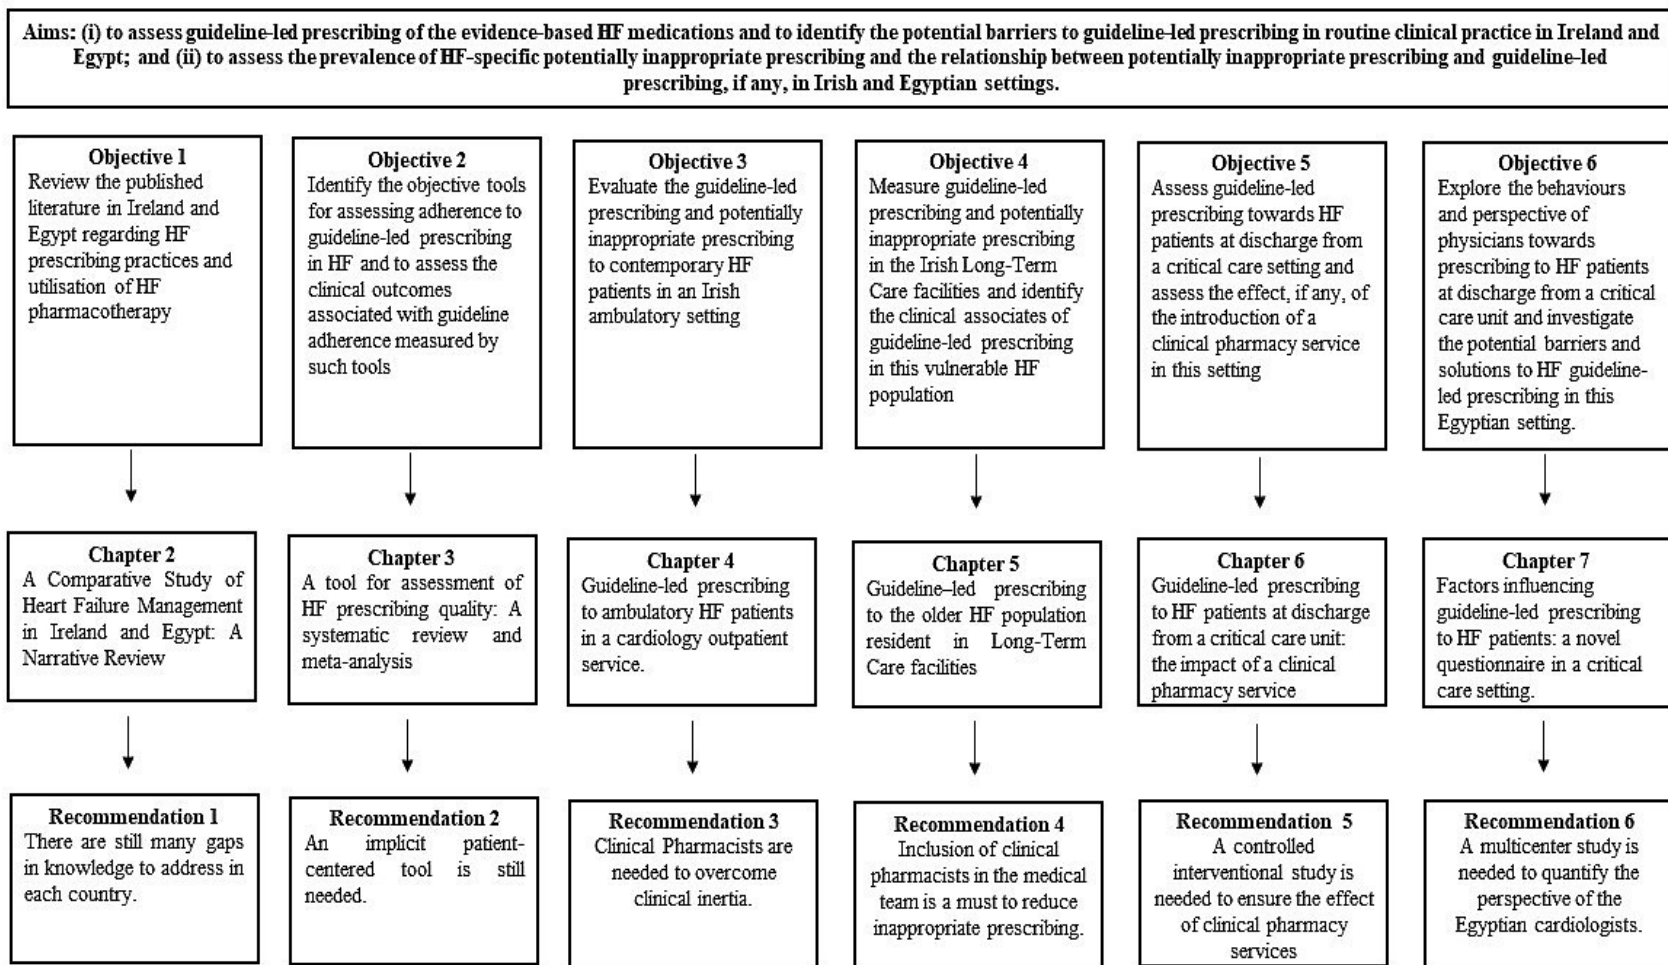 Aims: (i) to assess guideline-led prescribing of the evidence-based HF medications and to identify the potential barriers to guideline-led prescribing in routine clinical practice in Ireland and
Egypt; and (ii) to assess the prevalence of HF-specific potentially inappropriate prescribing and the relationship between potentially inappropriate prescribing and guideline-led
prescribing, if any, in Irish and Egyptian settings.
Objective 1
Review the published
literature in Ireland and
Egypt regarding HF
prescribing practices and
utilisation of HF
pharmacotherapy
Objective 2
Identify the objective tools
for assessing adherence to
guideline-led prescribing
in HF and to assess the
clinical outcomes
associated with guideline
adherence measured by
such tools
Objective 3
Evaluate the guideline-led
prescribing and potentially
inappropriate prescribing
to contemporary HF
patients in an Irish
ambulatory setting
Objective 4
Measure guideline-led
prescribing and potentially
inappropriate prescribing
in the Irish Long-Term
Care facilities and identify
the clinical associates of
guideline-led prescribing
in this vulnerable HF
population
Objective 5
Assess guideline-led
prescribing towards HF
patients at discharge from
a critical care setting and
assess the effect, if any, of
the introduction of a
clinical pharmacy service
in this setting
Objective 6
Explore the behaviours
and perspective of
physicians towards
prescribing to HF patients
at discharge from a critical
care unit and investigate
the potential barriers and
solutions to HF guideline-
led prescribing in this
Egyptian setting.
Chapter 2
A Comparative Study of
Heart Failure Management
in Ireland and Egypt: A
Narrative Review
Chapter 3
A tool for assessment of
HF prescribing quality: A
systematic review and
meta-analysis
Chapter 4
Guideline-led prescribing
to ambulatory HF patients
in a cardiology outpatient
service.
Chapter 5
Guideline–led prescribing
to the older HF population
resident in Long-Term
Care facilities
Chapter 6
Guideline-led prescribing
to HF patients at discharge
from a critical care unit:
the impact of a clinical
pharmacy service
Chapter 7
Factors influencing
guideline-led prescribing
to HF patients: a novel
questionnaire in a critical
care setting.
Recommendation 1
There are still many gaps
in knowledge to address in
each country.
Recommendation 2
An implicit patient-
centered tool is still
needed.
Recommendation 3
Clinical Pharmacists are
needed to overcome
clinical inertia.
Recommendation 4
Inclusion of clinical
pharmacists in the medical
team is a must to reduce
inappropriate prescribing.
Recommendation 5
A controlled
interventional study is
needed to ensure the effect
of clinical pharmacy
services
Recommendation 6
A multicenter study is
needed to quantify the
perspective of the
Egyptian cardiologists.